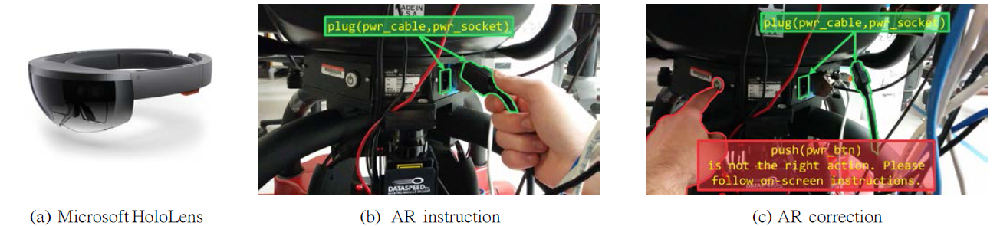 MADE IN
U.S.A.
plug(pwr_cable,pwr_socket)
DATASPEED
plug(pwr_cable,pwr_socket)
push(pwr_btn)
is not the right action. Please
follow on-screen instructions.
DATASPEED
(a) Microsoft HoloLens
(b) AR instruction
(c) AR correction